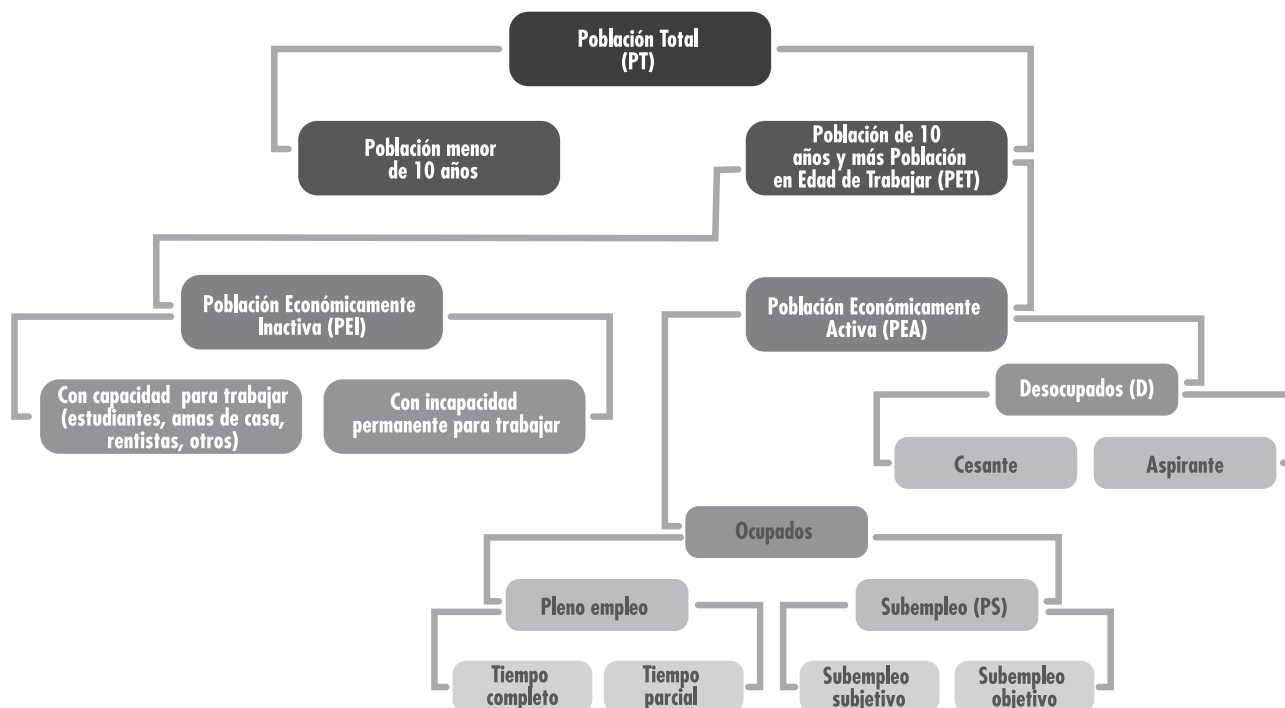 Población Total
(PT)
Población menor
de 10 años
Población de 10
años y más Población
en Edad de Trabajar (PET)
Población Económicamente
Inactiva (PEI)
Población Económicamente
Activa (PEA)
Con capacidad para trabajar
(estudiantes, amas de casa,
rentistas, otros)
Con incapacidad
permanente para trabajar
Desocupados (D)
Cesante
Aspirante
Ocupados
Pleno empleo
Subempleo (PS)
Tiempo
completo
Tiempo
parcial
Subempleo
subjetivo
Subempleo
objetivo